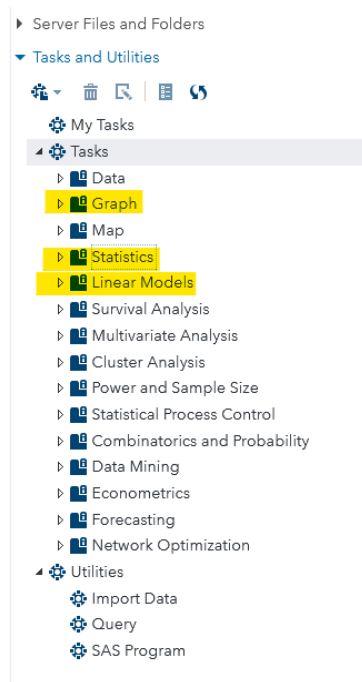 Server Files and Folders
Tasks and Utilities
My Tasks
Tasks
Data
Graph
Map
Statistics
Linear Models
Survival Analysis
Multivariate Analysis
Cluster Analysis
Power and Sample Size
Statistical Process Control
Combinatorics and Probability
Data Mining
Econometrics
Forecasting
Network Optimization
Utilities
Import Data
Query
SAS Program